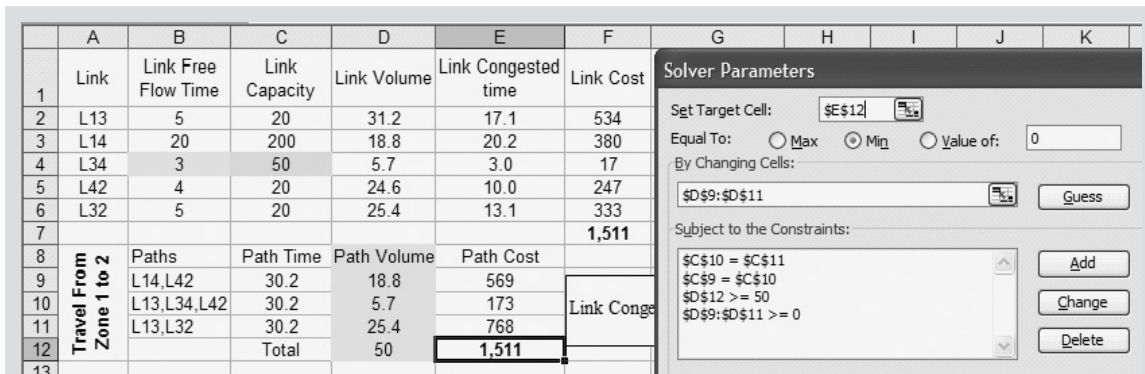 A B C D E F G H I J K
1 Link Link Free Flow Time Link Capacity Link Volume Link Congested time Link Cost
2 L13 5 20 31.2 17.1 534
3 L14 20 200 18.8 20.2 380
4 L34 3 50 5.7 3.0 17
5 L42 4 20 24.6 10.0 247
6 L32 5 20 25.4 13.1 333
7 1,511
8 Travel From Zone 1 to 2 Paths Path Time Path Volume Path Cost
9 L14,L42 30.2 18.8 569
10 L13,L34,L42 30.2 5.7 173 Link Conge
11 L13,L32 30.2 25.4 768
12 Total 50 1,511
13
Solver Parameters
Set Target Cell: $E$12
Equal To: Max Min Value of: 0
By Changing Cells:
$D$9:$D$11 Guess
Subject to the Constraints:
$C$10 = $C$11 Add
$C$9 = $C$10
$D$12 >= 50 Change
$D$9:$D$11 >= 0
Delete